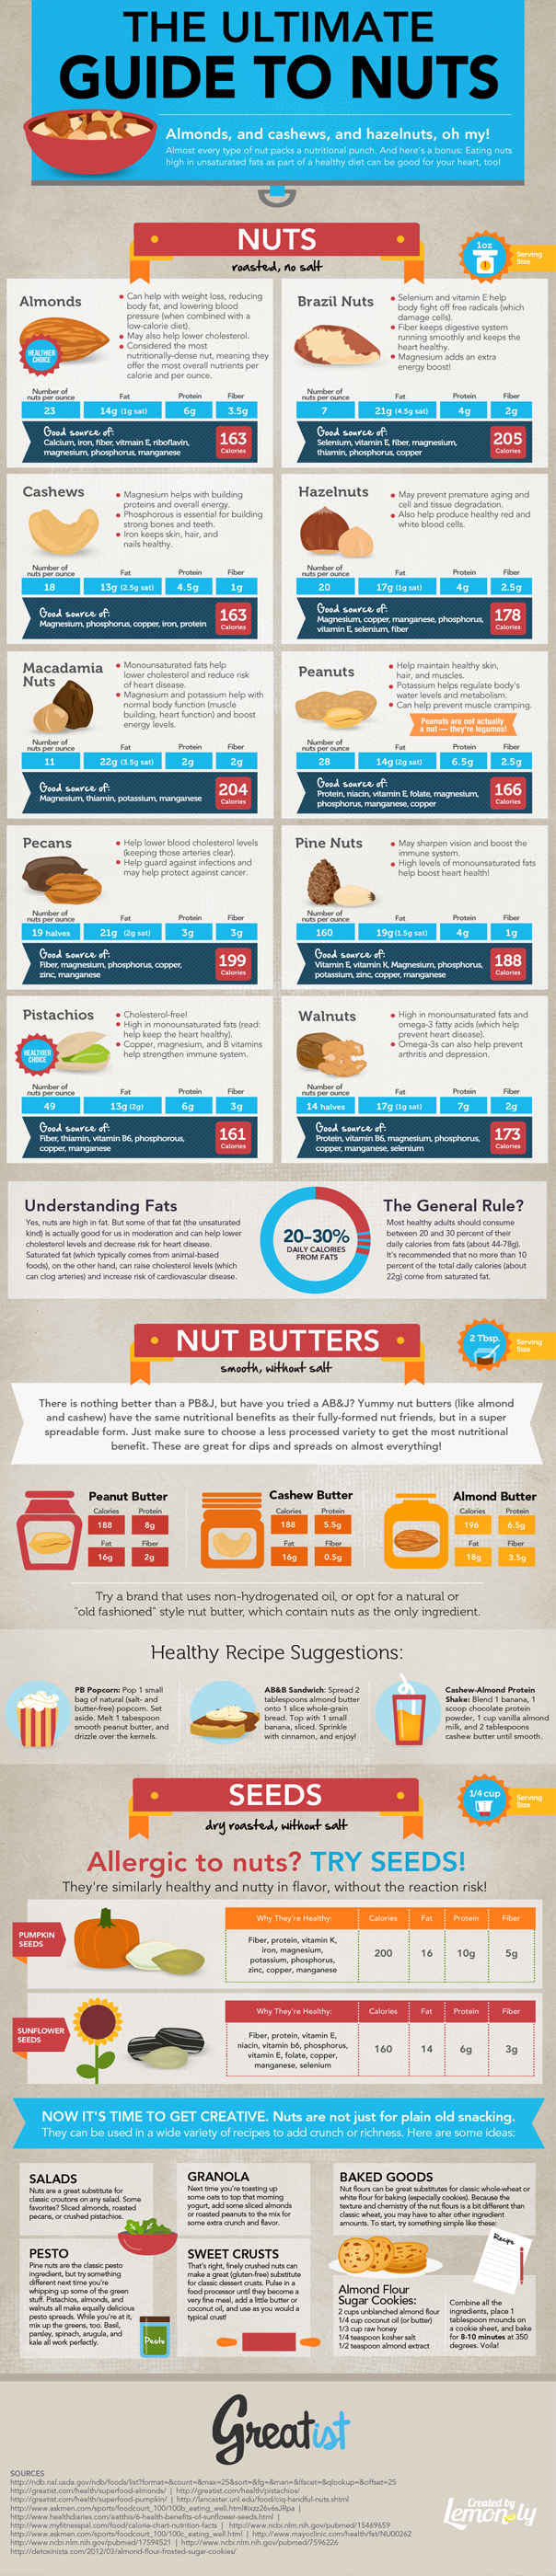 THE ULTIMATE
GUIDE TO NUTS
Almonds, and cashews, and hazelnuts, oh my!
Almost every type of nut packs a nutritional punch. And here's a bonus: Eating nuts
high in unsaturated fats as part of a healthy diet can be good for your heart, too!
NUTS
roasted, no salt
1oz
Serving
Size
Almonds
HEALTHIER
CHOICE
Can help with weight loss, reducing
body fat, and lowering blood
pressure (when combined with a
low-calorie diet).
May also help lower cholesterol.
Considered the most
nutritionally-dense nut, meaning they
offer the most overall nutrients per
calorie and per ounce.
Number of
nuts per ounce
Fat
Protein
Fiber
23
14g (1g sat)
6g
3.5g
Good source of:
Calcium, iron, fiber, vitmain E, riboflavin,
magnesium, phosphorus, manganese
163
Calories
Brazil Nuts
Selenium and vitamin E help
body fight off free radicals (which
damage cells).
Fiber keeps digestive system
running smoothly and keeps the
heart healthy.
Magnesium adds an extra
energy boost!
Number of
nuts per ounce
Fat
Protein
Fiber
7
21g (4.5g sat)
4g
2g
Good source of:
Selenium, vitamin E, fiber, magnesium,
thiamin, phosphorus, copper
205
Calories
Cashews
Magnesium helps with building
proteins and overall energy.
Phosphorus is essential for building
strong bones and teeth.
Iron keeps skin, hair, and
nails healthy.
Number of
nuts per ounce
Fat
Protein
Fiber
18
13g (2.5g sat)
4.5g
1g
Good source of:
Magnesium, phosphorus, copper, iron, protein
163
Calories
Hazelnuts
May prevent premature aging and
cell and tissue degradation.
Also help produce healthy red and
white blood cells.
Number of
nuts per ounce
Fat
Protein
Fiber
20
17g (1g sat)
4g
2.5g
Good source of:
Magnesium, copper, manganese, phosphorus,
vitamin E, selenium, fiber
178
Calories
Macadamia
Nuts
Monounsaturated fats help
lower cholesterol and reduce risk
of heart disease.
Magnesium and potassium help with
normal body function (muscle
building, heart function) and boost
energy levels.
Number of
nuts per ounce
Fat
Protein
Fiber
11
22g (3.5g sat)
2g
2g
Good source of:
Magnesium, thiamin, potassium, manganese
204
Calories
Peanuts
Help maintain healthy skin,
hair, and muscles.
Potassium helps regulate body's
water levels and metabolism.
Can help prevent muscle cramping.
Peanuts are not actually
a nut — they're legumes!
Number of
nuts per ounce
Fat
Protein
Fiber
28
14g (2g sat)
6.5g
2.5g
Good source of:
Protein, niacin, vitamin E, folate, magnesium,
phosphorus, manganese, copper
166
Calories
Pecans
Help lower blood cholesterol levels
(keeping those arteries clear).
Help guard against infections and
may help protect against cancer.
Number of
nuts per ounce
Fat
Protein
Fiber
19 halves
21g (2g sat)
3g
3g
Good source of:
Fiber, magnesium, phosphorus, copper,
zinc, manganese
199
Calories
Pine Nuts
May sharpen vision and boost the
immune system.
High levels of monounsaturated fats
help boost heart health!
Number of
nuts per ounce
Fat
Protein
Fiber
160
19g (1.5g sat)
4g
1g
Good source of:
Vitamin E, vitamin K, Magnesium, phosphorus,
potassium, zinc, copper, manganese
188
Calories
Pistachios
HEALTHIER
CHOICE
Cholesterol-free!
High in monounsaturated fats (read:
help keep the heart healthy).
Copper, magnesium, and B vitamins
help strengthen immune system.
Number of
nuts per ounce
Fat
Protein
Fiber
49
13g (2g)
6g
3g
Good source of:
Fiber, thiamin, vitamin B6, phosphorous,
copper, manganese
161
Calories
Walnuts
High in monounsaturated fats and
omega-3 fatty acids (which help
prevent heart disease).
Omega-3s can also help prevent
arthritis and depression.
Number of
nuts per ounce
Fat
Protein
Fiber
14 halves
17g (1g sat)
7g
2g
Good source of:
Protein, vitamin B6, magnesium, phosphorus,
copper, manganese, selenium
173
Calories
Understanding Fats
Yes, nuts are high in fat. But some of that fat (the unsaturated
kind) is actually good for us in moderation and can help lower
cholesterol levels and decrease risk for heart disease.
Saturated fat (which typically comes from animal-based
foods), on the other hand, can raise cholesterol levels (which
can clog arteries) and increase risk of cardiovascular disease.
20-30%
DAILY CALORIES
FROM FATS
The General Rule?
Most healthy adults should consume
between 20 and 30 percent of their
daily calories from fats (about 44-78g).
It's recommended that no more than 10
percent of the total daily calories (about
22g) come from saturated fat.
NUT BUTTERS
smooth, without salt
2 Tbsp.
Serving
Size
There is nothing better than a PB&J, but have you tried a AB&J? Yummy nut butters (like almond
and cashew) have the same nutritional benefits as their fully-formed nut friends, but in a super
spreadable form. Just make sure to choose a less processed variety to get the most nutritional
benefit. These are great for dips and spreads on almost everything!
Peanut Butter
Calories
Protein
188
8g
Fat
Fiber
16g
2g
Cashew Butter
Calories
Protein
188
5.5g
Fat
Fiber
16g
0.5g
Almond Butter
Calories
Protein
196
6.5g
Fat
Fiber
18g
3.5g
Try a brand that uses non-hydrogenated oil, or opt for a natural or
"old fashioned" style nut butter, which contain nuts as the only ingredient.
Healthy Recipe Suggestions:
PB Popcorn: Pop 1 small
bag of natural (salt- and
butter-free) popcorn. Set
aside. Melt 1 tabespoon
smooth peanut butter, and
drizzle over the kernels.
AB&B Sandwich: Spread 2
tablespoons almond butter
onto 1 slice whole-grain
bread. Top with 1 small
banana, sliced. Sprinkle
with cinnamon, and enjoy!
Cashew-Almond Protein
Shake: Blend 1 banana, 1
scoop chocolate protein
powder, 1 cup vanilla almond
milk, and 2 tablespoons
cashew butter until smooth.
SEEDS
dry roasted, without salt
1/4 cup
Serving
Size
Allergic to nuts? TRY SEEDS!
They're similarly healthy and nutty in flavor, without the reaction risk!
PUMPKIN
SEEDS
Why They're Healthy:
Calories
Fat
Protein
Fiber
Fiber, protein, vitamin K,
iron, magnesium,
potassium, phosphorus,
zinc, copper, manganese
200
16
10g
5g
SUNFLOWER
SEEDS
Why They're Healthy:
Calories
Fat
Protein
Fiber
Fiber, protein, vitamin E,
niacin, vitamin b6, phosphorus,
vitamin E, folate, copper,
manganese, selenium
160
14
6g
3g
NOW IT'S TIME TO GET CREATIVE. Nuts are not just for plain old snacking.
They can be used in a wide variety of recipes to add crunch or richness. Here are some ideas:
SALADS
Nuts are a great substitute for
classic croutons on any salad. Some
favorites? Sliced almonds, roasted
pecans, or crushed pistachios.
GRANOLA
Next time you're toasting up
some oats to top that morning
yogurt, add some sliced almonds
or roasted peanuts to the mix for
some extra crunch and flavor.
BAKED GOODS
Nut flours can be great substitutes for classic whole-wheat or
white flour for baking (especially cookies). Because the
texture and chemistry of the nut flours is a bit different than
classic wheat, you may have to alter other ingredient
amounts. To start, try something simple like these:
PESTO
Pine nuts are the classic pesto
ingredient, but try something
different next time you're
whipping up some of the green
stuff. Pistachios, almonds, and
walnuts all make equally delicious
pesto spreads. While you're at it,
mix up the greens, too. Basil,
parsley, spinach, arugula, and
kale all work perfectly.
Pesto
SWEET CRUSTS
That's right, finely crushed nuts can
make a great (gluten-free) substitute
for classic dessert crusts. Pulse in a
food processor until they become a
very fine meal, add a little butter or
coconut oil, and use as you would a
typical crust!
Recipe
Almond Flour
Sugar Cookies:
2 cups unblanched almond flour
1/4 cup coconut oil (or butter)
1/3 cup raw honey
1/4 teaspoon kosher salt
1/2 teaspoon almond extract
Combine all the
ingredients, place 1
tablespoon mounds on
a cookie sheet, and bake
for 8-10 minutes at 350
degrees. Voila!
Greatist
SOURCES
http://ndb.nal.usda.gov/ndb/foods/list?format=&count=&max=25&sort=&fg=&man=&lfacet=&qlookup=&offset=25
http://greatist.com/health/superfood-almonds/ | http://greatist.com/health/pistachios/
http://greatist.com/health/superfood-pumpkin/ | http://lancaster.unl.edu/food/ciq-handful-nuts.shtml
http://www.askmen.com/sports/foodcourt_100/100b_eating_well.html#ixzz26v6sJRpa |
http://www.healthdiaries.com/eatthis/6-health-benefits-of-sunflower-seeds.html |
http://www.myfitnesspal.com/food/calorie-chart-nutrition-facts | http://www.ncbi.nlm.nih.gov/pubmed/15469659
http://www.askmen.com/sports/foodcourt_100/100c_eating_well.html | http://www.mayoclinic.com/health/fat/NU00262
http://www.ncbi.nlm.nih.gov/pubmed/17594521 | http://www.ncbi.nlm.nih.gov/pubmed/7596226
http://detoxinista.com/2012/03/almond-flour-frosted-sugar-cookies/
Created by
Lemonly